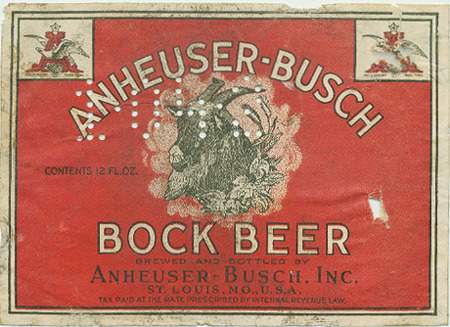 ANHEUSER-BUSCH
CONTENTS 12 FL. OZ.
BOCK BEER
BREWED AND BOTTLED BY
ANHEUSER-BUSCH, INC.
ST. LOUIS, MO., U.S.A.
TAX PAID AT THE RATE PRESCRIBED BY INTERNAL REVENUE LAW.